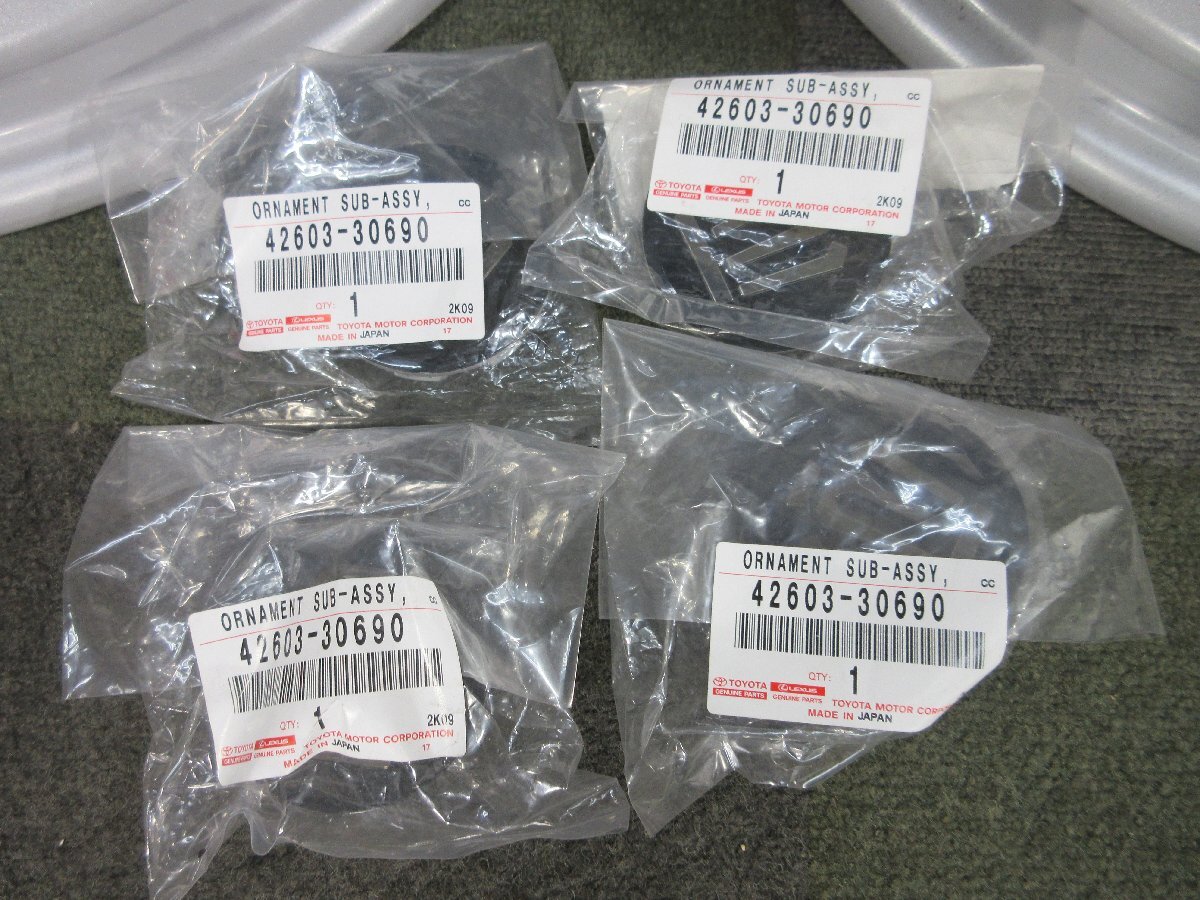 ORNAMENT SUB-ASSY, CC
42603-30690
QTY: 1
2K09
TOYOTA LEXUS
GENUINE PARTS GENUINE PARTS
TOYOTA MOTOR CORPORATION
MADE IN JAPAN 17
ORNAMENT SUB-ASSY, CC
42603-30690
QTY: 1
2K09
TOYOTA LEXUS
GENUINE PARTS GENUINE PARTS
TOYOTA MOTOR CORPORATION
MADE IN JAPAN 17
ORNAMENT SUB-ASSY, CC
42603-30690
QTY: 1
2K09
TOYOTA LEXUS
GENUINE PARTS GENUINE PARTS
TOYOTA MOTOR CORPORATION
MADE IN JAPAN 17
ORNAMENT SUB-ASSY, CC
42603-30690
QTY: 1
TOYOTA LEXUS
GENUINE PARTS GENUINE PARTS
TOYOTA MOTOR CORP
MADE IN JAPAN